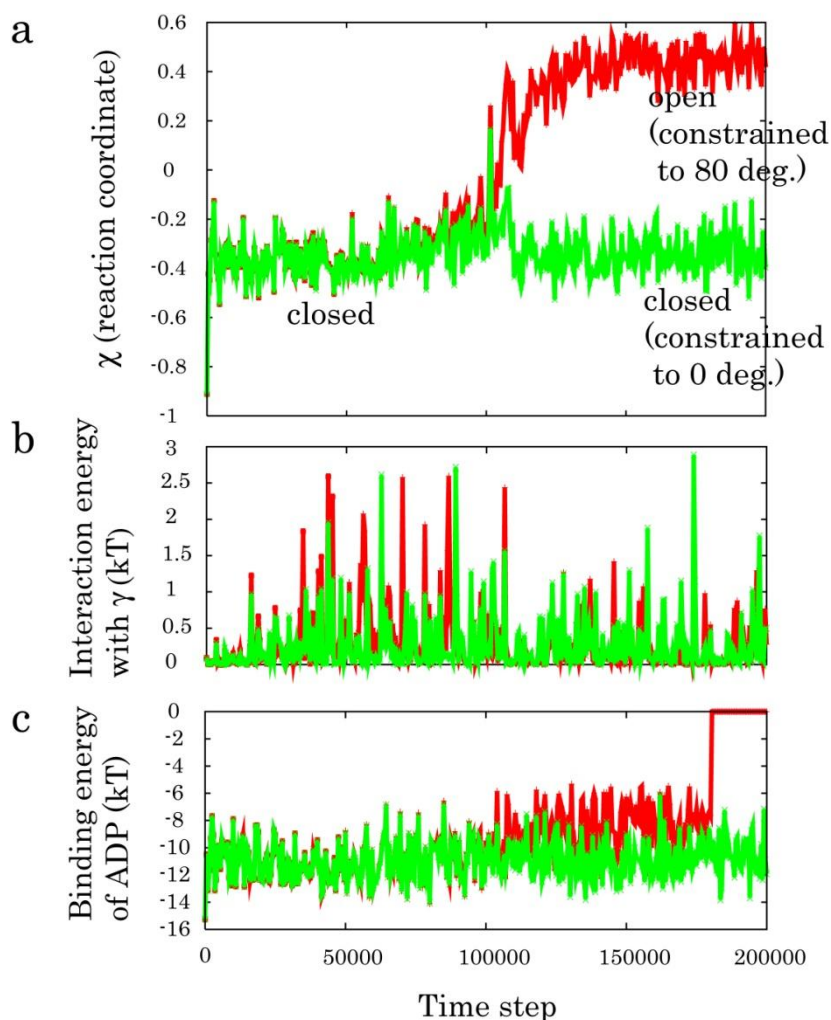 a
χ (reaction coordinate)
0.6
0.4
0.2
0
-0.2
-0.4
-0.6
-0.8
-1
open
(constrained
to 80 deg.)
closed
closed
(constrained
to 0 deg.)
b
Interaction energy
with γ (kT)
3
2.5
2
1.5
1
0.5
0
c
Binding energy
of ADP (kT)
0
-2
-4
-6
-8
-10
-12
-14
-16
0 50000 100000 150000 200000
Time step